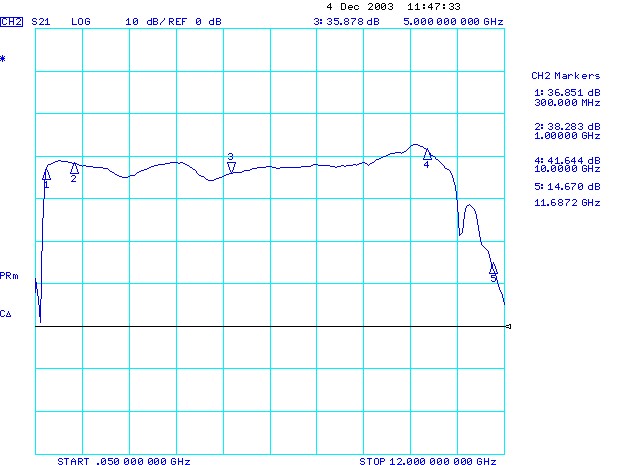 4 Dec 2003 11:47:33
CH2 S21 LOG 10 dB/REF 0 dB 3: 35.878 dB 5.000 000 000 GHz
*
CH2 Markers
1: 36.851 dB
300.000 MHz
2: 38.283 dB
1.00000 GHz
4: 41.644 dB
10.0000 GHz
5: 14.670 dB
11.6872 GHz
3
1
2
4
5
PRm
CΔ
START .050 000 000 GHz STOP 12.000 000 000 GHz